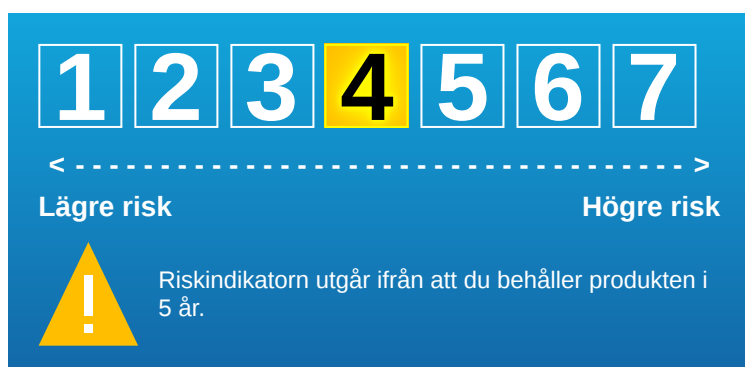 1 2 3 4 5 6 7
< - - - - - - - - - - - - - - - - - - - - - - - - - - - - - - - - - - - - >
Lägre risk Högre risk
!
Riskindikatorn utgår ifrån att du behåller produkten i
5 år.